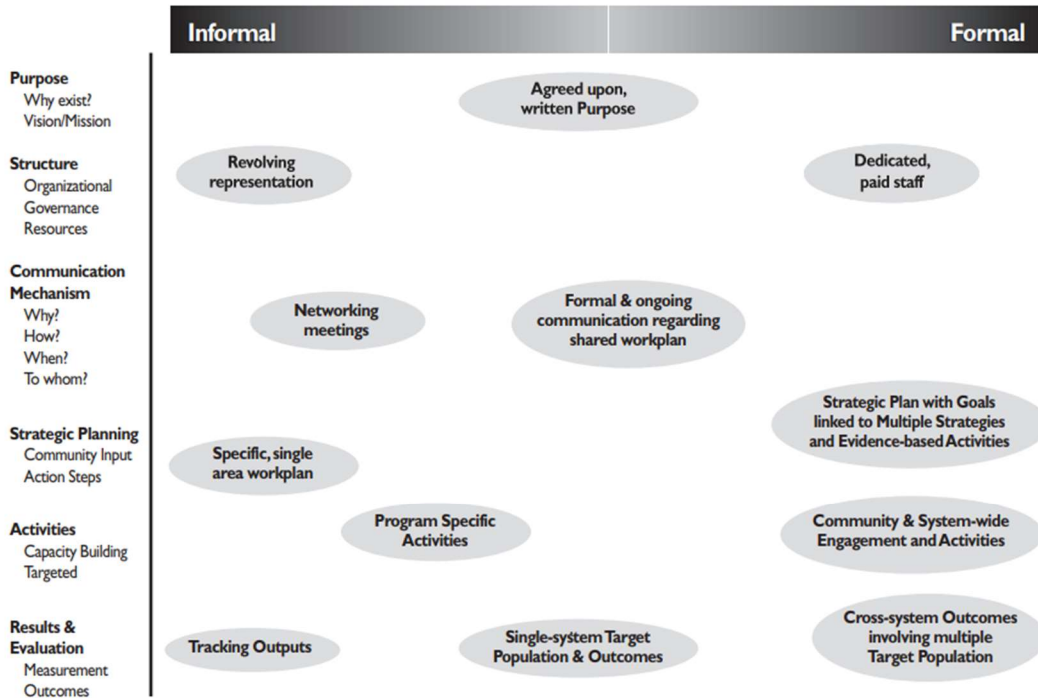 Informal
Formal
Purpose
Why exist?
Vision/Mission
Agreed upon,
written Purpose
Structure
Organizational
Governance
Resources
Revolving
representation
Dedicated,
paid staff
Communication
Mechanism
Why?
How?
When?
To whom?
Networking
meetings
Formal & ongoing
communication regarding
shared workplan
Strategic Planning
Community Input
Action Steps
Specific, single
area workplan
Strategic Plan with Goals
linked to Multiple Strategies
and Evidence-based Activities
Activities
Capacity Building
Targeted
Program Specific
Activities
Community & System-wide
Engagement and Activities
Results &
Evaluation
Measurement
Outcomes
Tracking Outputs
Single-system Target
Population & Outcomes
Cross-system Outcomes
involving multiple
Target Population